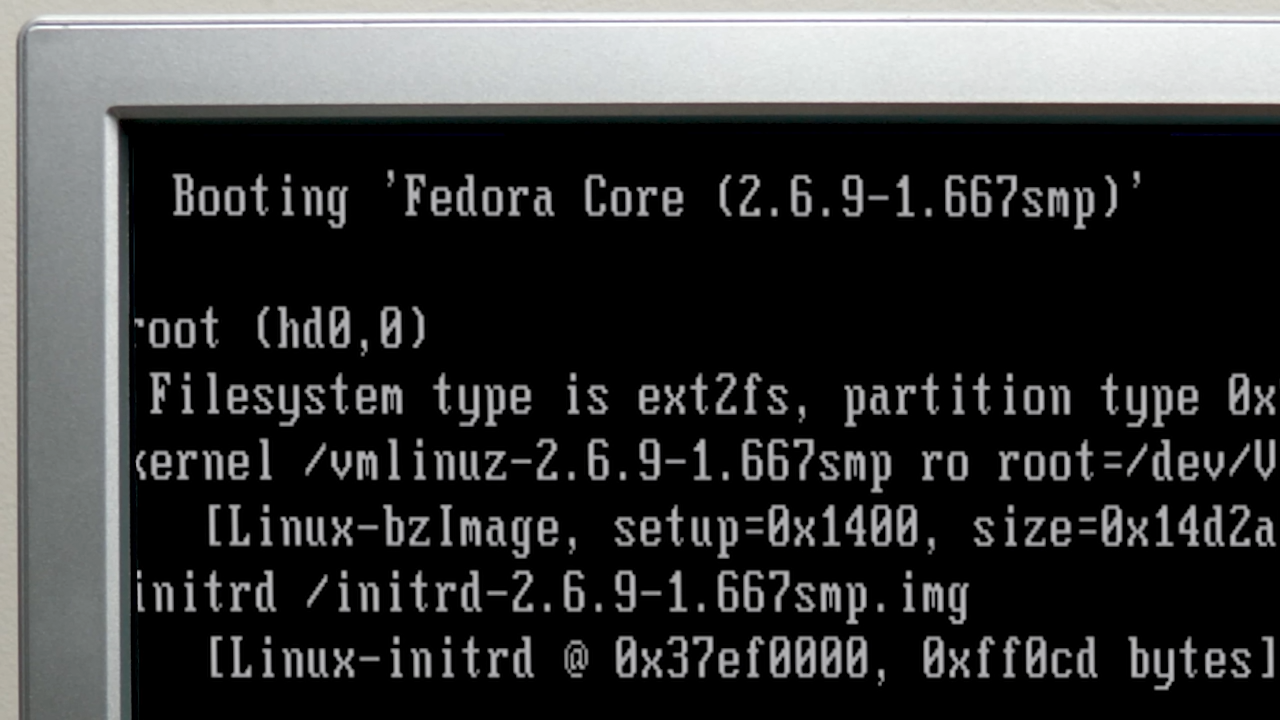 Booting 'Fedora Core (2.6.9-1.667smp)'
root (hd0,0)
Filesystem type is ext2fs, partition type 0x
kernel /vmlinuz-2.6.9-1.667smp ro root=/dev/V
[Linux-bzImage, setup=0x1400, size=0x14d2a
initrd /initrd-2.6.9-1.667smp.img
[Linux-initrd @ 0x37ef0000, 0xff0cd bytes]